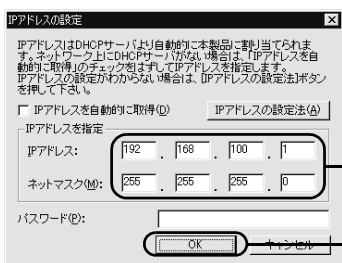 IPアドレスの設定
IPアドレスはDHCPサーバより自動的に本製品に割り当てられま
す。ネットワーク上にDHCPサーバがない場合は、「IPアドレスを自
動的に取得」のチェックをはずしてIPアドレスを指定します。
IPアドレスの設定がわからない場合は、[IPアドレスの設定法]ボタン
を押して下さい。
IPアドレスを自動的に取得(D) IPアドレスの設定法(A)
IPアドレスを指定
IPアドレス: 192 . 168 . 100 . 1
ネットマスク(M): 255 . 255 . 255 . 0
パスワード(P):
OK キャンセル